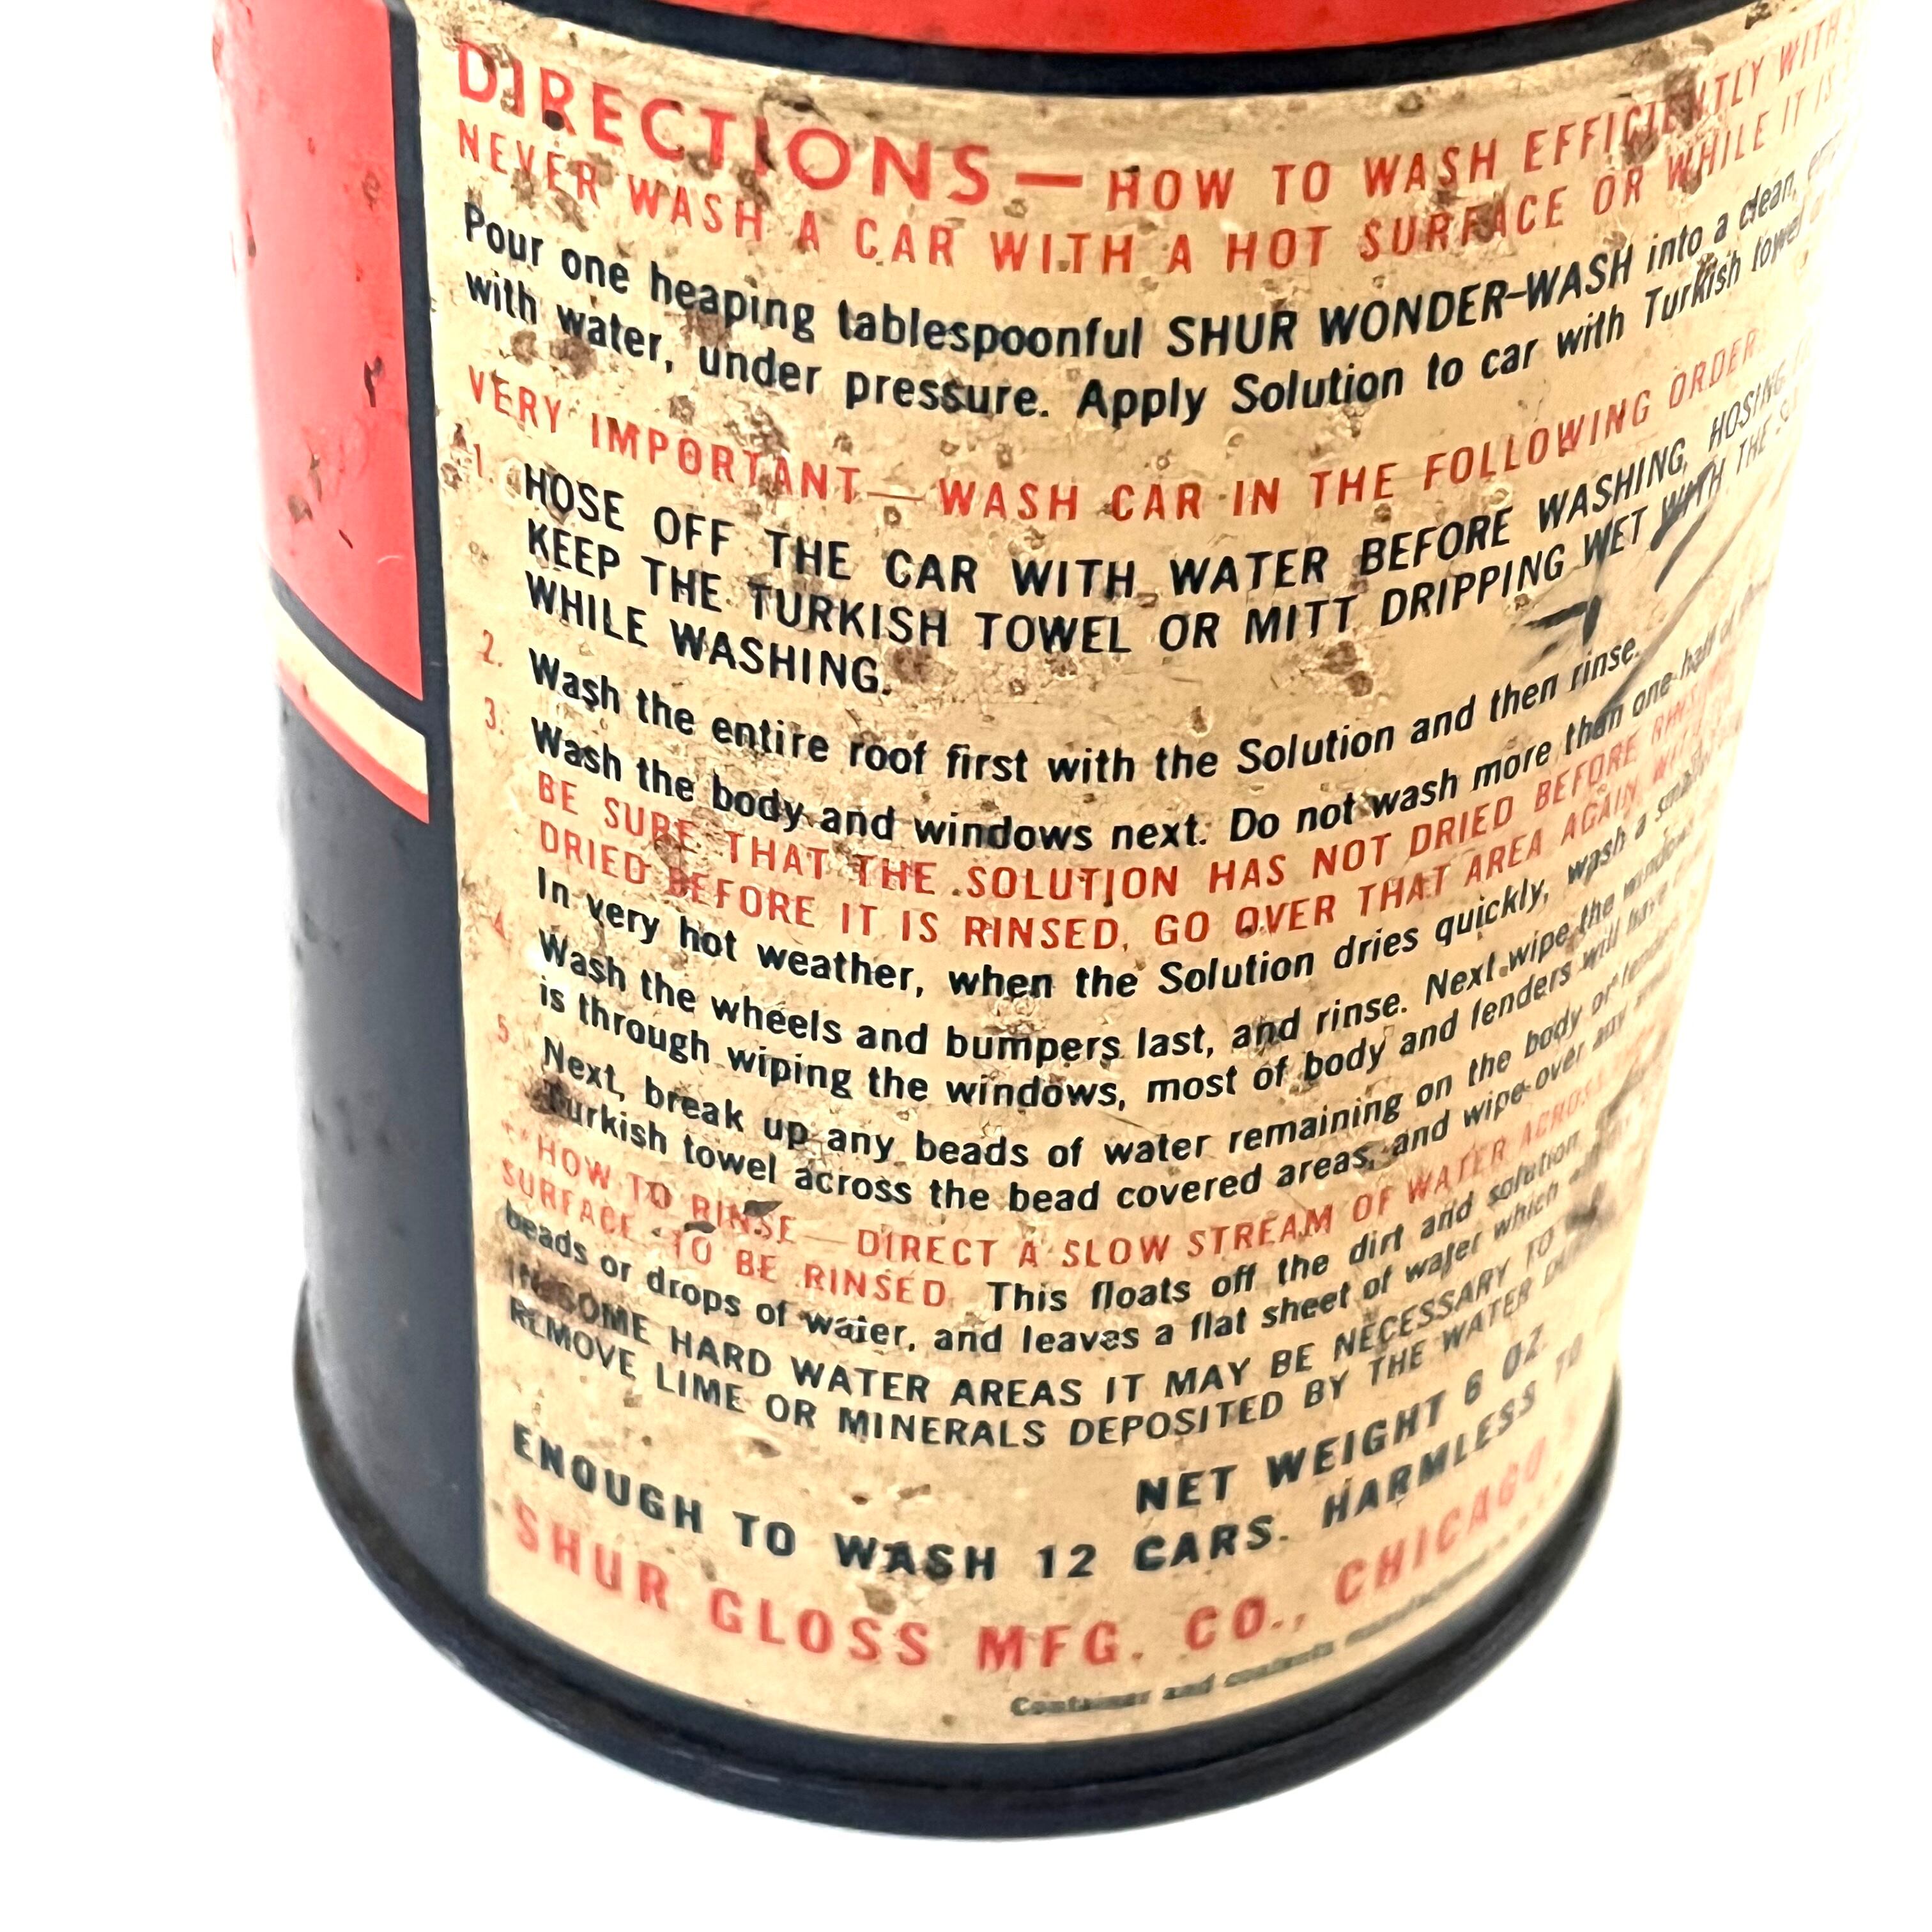 DIRECTIONS — HOW TO WASH EFFICIENTLY WITH
NEVER WASH A CAR WITH A HOT SURFACE OR WHILE IT IS
Pour one heaping tablespoonful SHUR WONDER-WASH into a clean,
with water, under pressure. Apply Solution to car with Turkish towel
VERY IMPORTANT — WASH CAR IN THE FOLLOWING ORDER
1. HOSE OFF THE CAR WITH WATER BEFORE WASHING, HOSING
KEEP THE TURKISH TOWEL OR MITT DRIPPING WET WITH THE
WHILE WASHING.
2. Wash the entire roof first with the Solution and then rinse.
3. Wash the body and windows next. Do not wash more than one-half of
BE SURE THAT THE SOLUTION HAS NOT DRIED BEFORE
DRIED BEFORE IT IS RINSED, GO OVER THAT AREA AGAIN
In very hot weather, when the Solution dries quickly, wash a
4. Wash the wheels and bumpers last, and rinse. Next wipe the windows
is through wiping the windows, most of body and fenders will have
5. Next, break up any beads of water remaining on the body or
Turkish towel across the bead covered areas, and wipe over any
**HOW TO RINSE — DIRECT A SLOW STREAM OF WATER ACROSS
SURFACE TO BE RINSED. This floats off the dirt and solution
beads or drops of water, and leaves a flat sheet of water which
IN SOME HARD WATER AREAS IT MAY BE NECESSARY TO
REMOVE LIME OR MINERALS DEPOSITED BY THE WATER
NET WEIGHT 6 OZ.
ENOUGH TO WASH 12 CARS. HARMLESS TO
SHUR GLOSS MFG. CO., CHICAGO
Container and contents manufactured